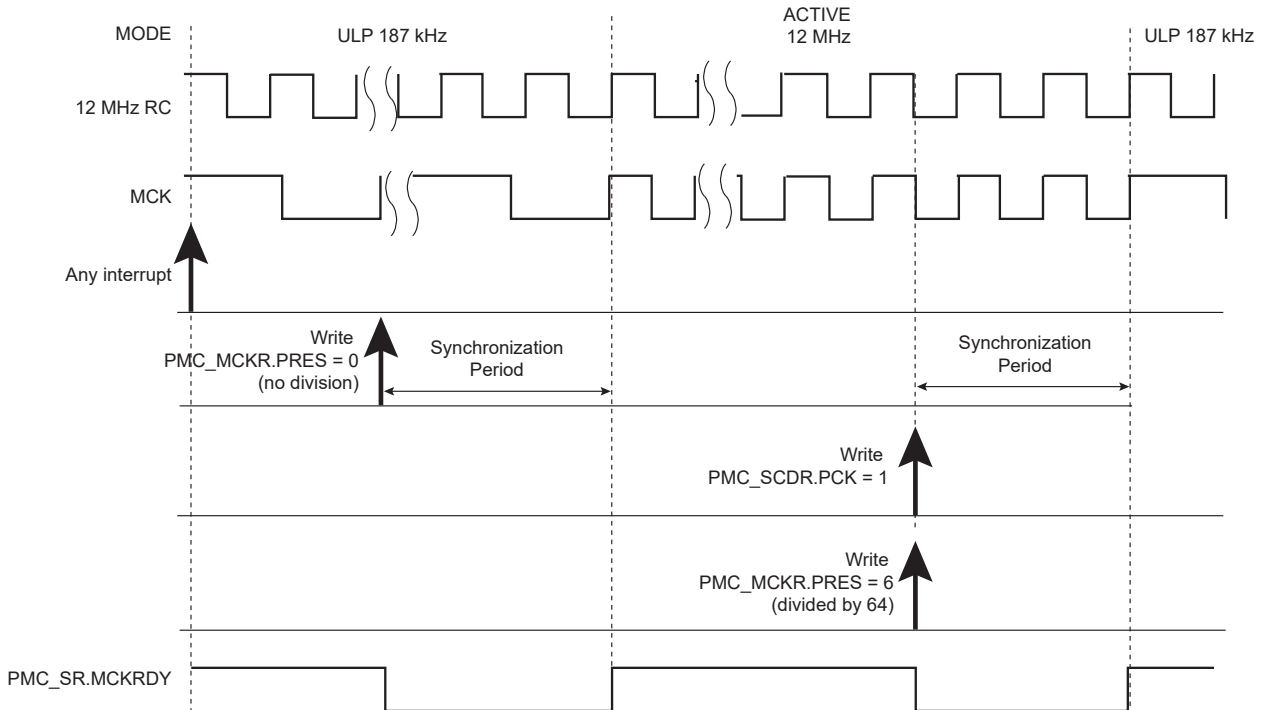 MODE
ULP 187 kHz
ACTIVE
12 MHz
ULP 187 kHz
12 MHz RC
MCK
Any interrupt
Write
PMC_MCKR.PRES = 0
(no division)
Synchronization
Period
Synchronization
Period
Write
PMC_SCDR.PCK = 1
Write
PMC_MCKR.PRES = 6
(divided by 64)
PMC_SR.MCKRDY